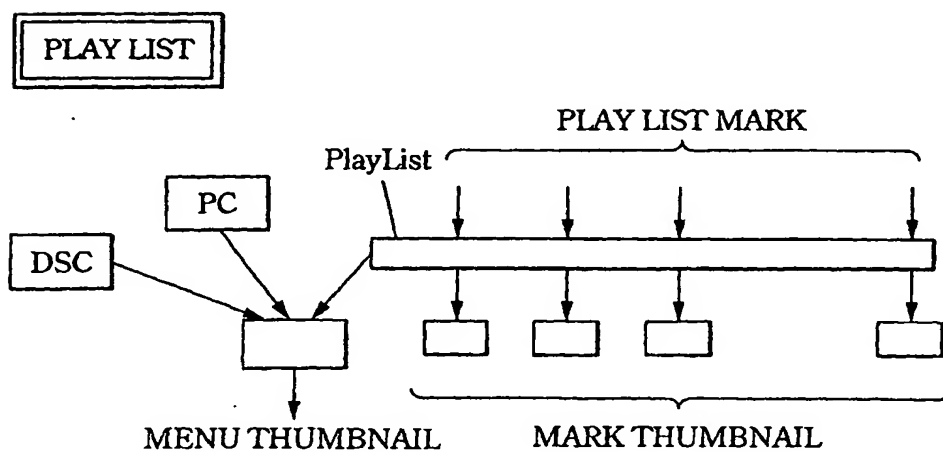 PLAY LIST
PLAY LIST MARK
PlayList
PC
DSC
MENU THUMBNAIL
MARK THUMBNAIL